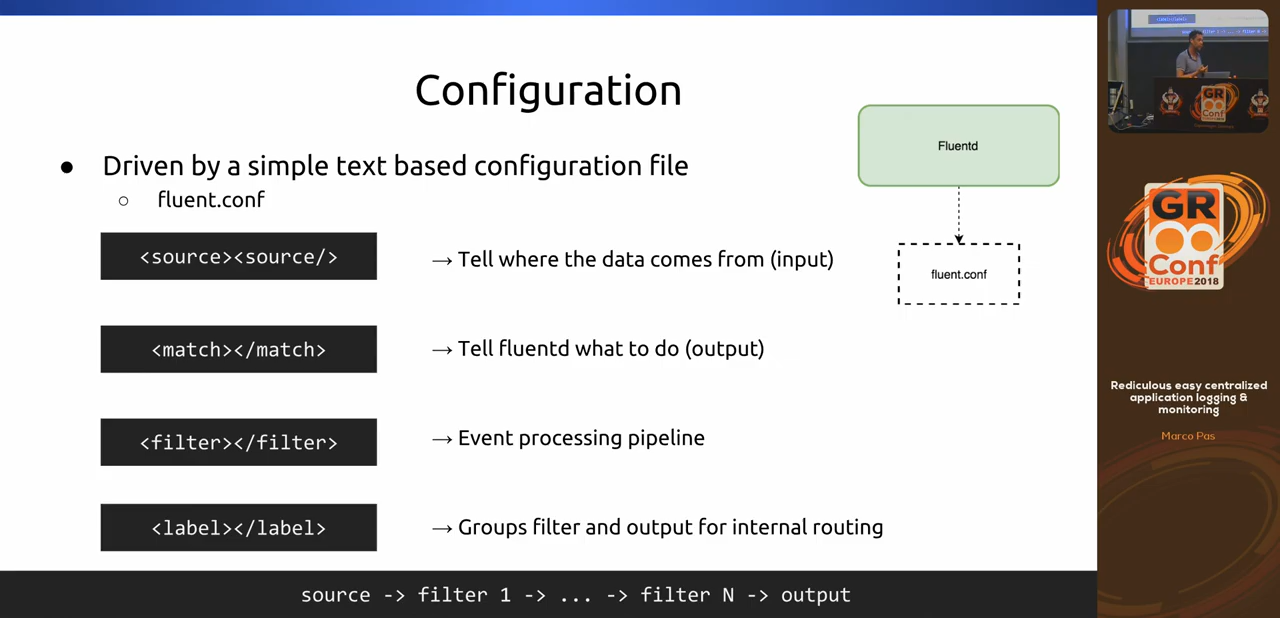 Configuration
● Driven by a simple text based configuration file
○ fluent.conf
<source><source/>
→ Tell where the data comes from (input)
<match></match>
→ Tell fluentd what to do (output)
<filter></filter>
→ Event processing pipeline
<label></label>
→ Groups filter and output for internal routing
source -> filter 1 -> ... -> filter N -> output
Fluentd
fluent.conf
GR
Conf
EUROPE2018
Rediculous easy centralized
application logging &
monitoring
Marco Pas
GR
Conf